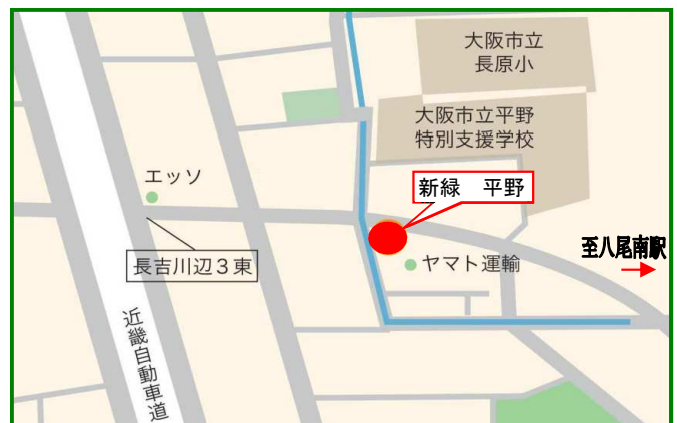 大阪市立
長原小
大阪市立平野
特別支援学校
エッソ
新緑　平野
至八尾南駅
長吉川辺３東
ヤマト運輸
近畿自動車道